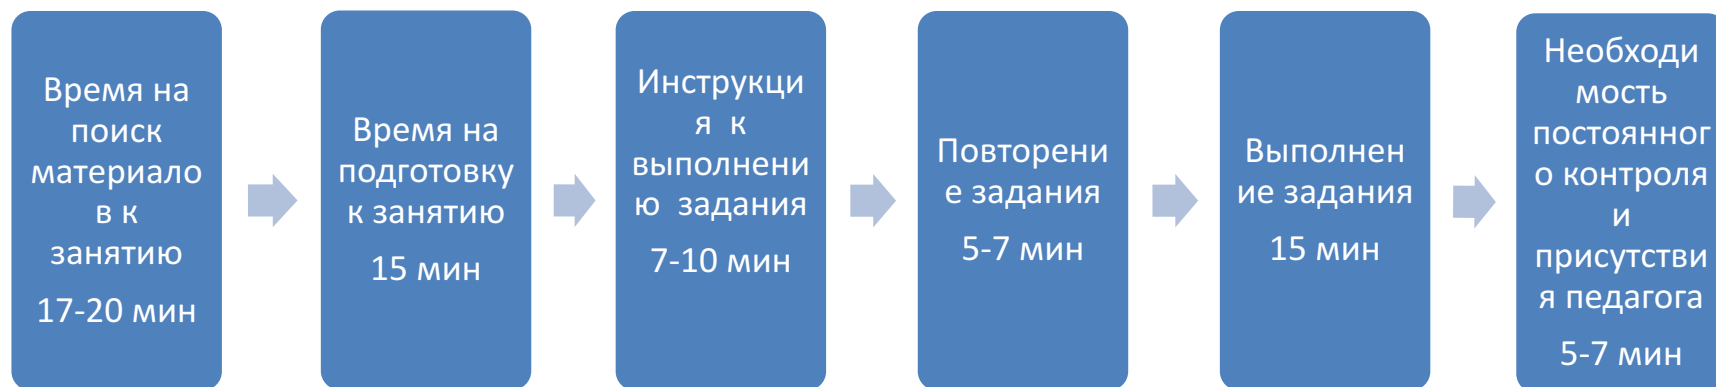 Время на
поиск
материало
в к
занятию
17-20 мин
Время на
подготовку
к занятию
15 мин
Инструкци
я к
выполнени
ю задания
7-10 мин
Повторени
е задания
5-7 мин
Выполнен
ие задания
15 мин
Необходи
мость
постоянног
о контроля
и
присутстви
я педагога
5-7 мин